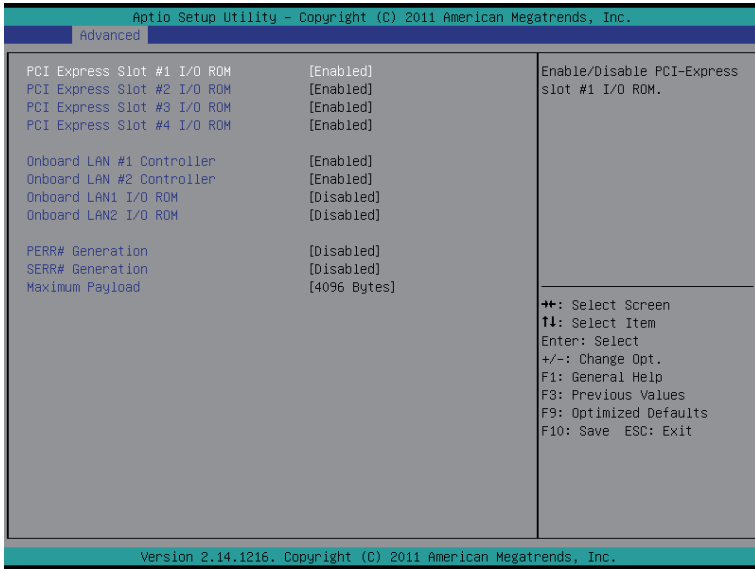 Aptio Setup Utility – Copyright (C) 2011 American Megatrends, Inc.
Advanced
PCI Express Slot #1 I/O ROM [Enabled]
PCI Express Slot #2 I/O ROM [Enabled]
PCI Express Slot #3 I/O ROM [Enabled]
PCI Express Slot #4 I/O ROM [Enabled]
Onboard LAN #1 Controller [Enabled]
Onboard LAN #2 Controller [Enabled]
Onboard LAN1 I/O ROM [Disabled]
Onboard LAN2 I/O ROM [Disabled]
PERR# Generation [Disabled]
SERR# Generation [Disabled]
Maximum Payload [4096 Bytes]
Enable/Disable PCI-Express
slot #1 I/O ROM.
→←: Select Screen
↑↓: Select Item
Enter: Select
+/-: Change Opt.
F1: General Help
F3: Previous Values
F9: Optimized Defaults
F10: Save ESC: Exit
Version 2.14.1216. Copyright (C) 2011 American Megatrends, Inc.